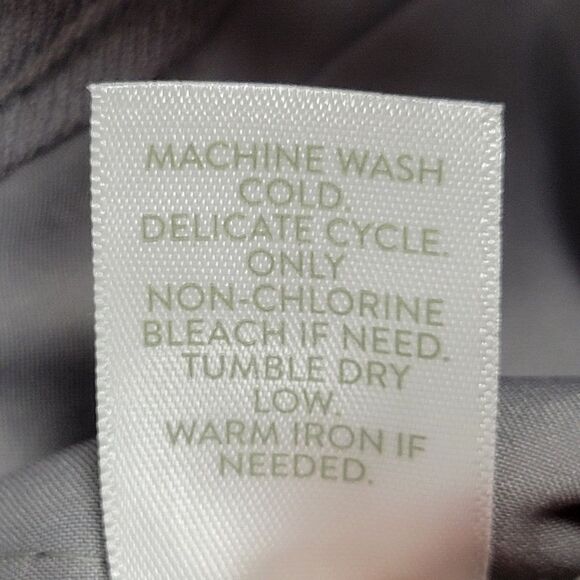 MACHINE WASH
COLD.
DELICATE CYCLE.
ONLY
NON-CHLORINE
BLEACH IF NEED.
TUMBLE DRY
LOW.
WARM IRON IF
NEEDED.